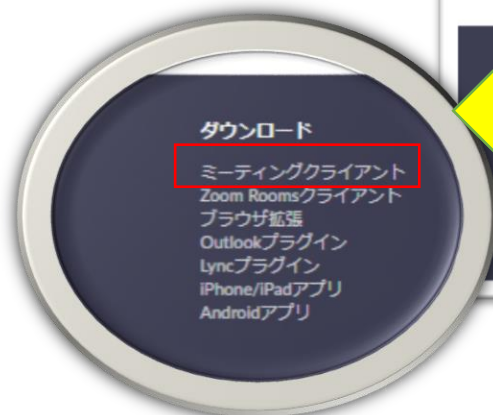 ダウンロード
ミーティングクライアント
Zoom Roomsクライアント
ブラウザ拡張
Outlookプラグイン
Lyncプラグイン
iPhone/iPadアプリ
Androidアプリ